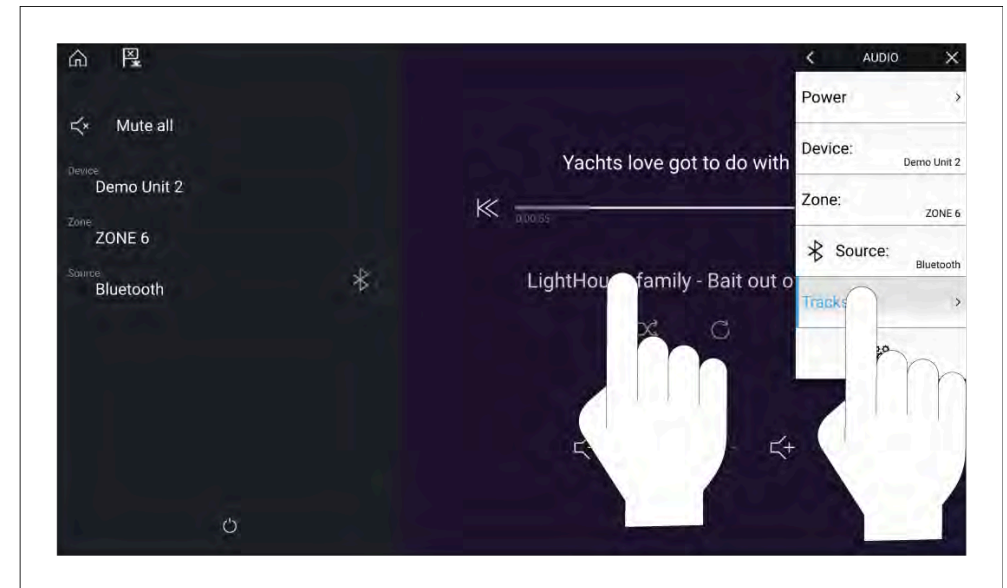 Mute all
Device
Demo Unit 2
Zone
ZONE 6
Source
Bluetooth
Yachts love got to do with
0:00:55
family - Bait out
AUDIO
Power
Device:
Demo Unit 2
Zone:
ZONE 6
Source:
Bluetooth
Tracks